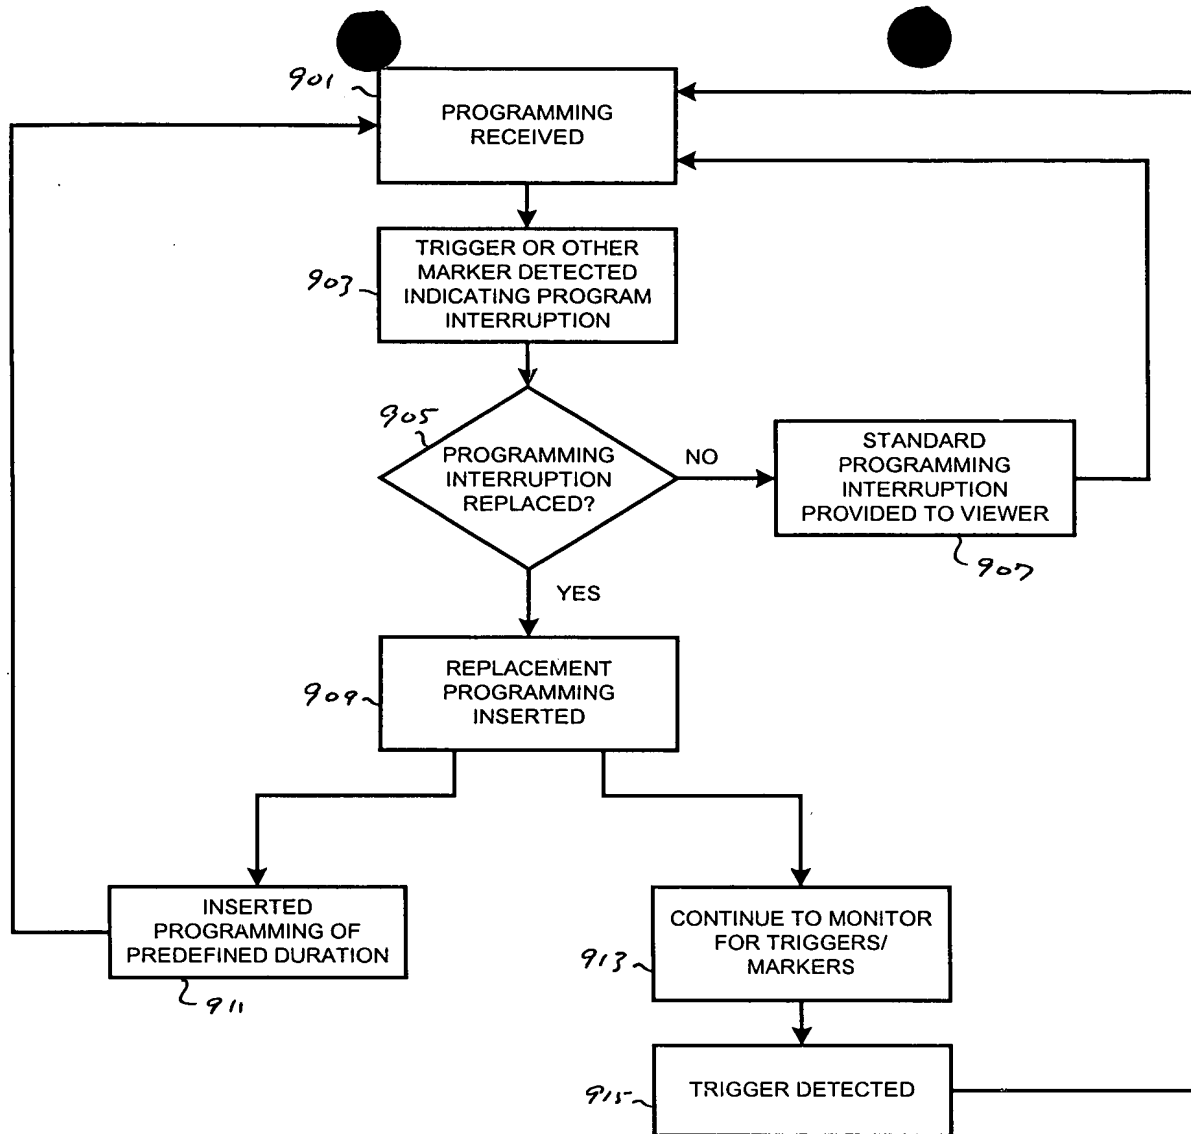 901
PROGRAMMING
RECEIVED
903
TRIGGER OR OTHER
MARKER DETECTED
INDICATING PROGRAM
INTERRUPTION
905
PROGRAMMING
INTERRUPTION
REPLACED?
NO
STANDARD
PROGRAMMING
INTERRUPTION
PROVIDED TO VIEWER
907
YES
909
REPLACEMENT
PROGRAMMING
INSERTED
INSERTED
PROGRAMMING OF
PREDEFINED DURATION
911
CONTINUE TO MONITOR
FOR TRIGGERS/
MARKERS
913
TRIGGER DETECTED
915